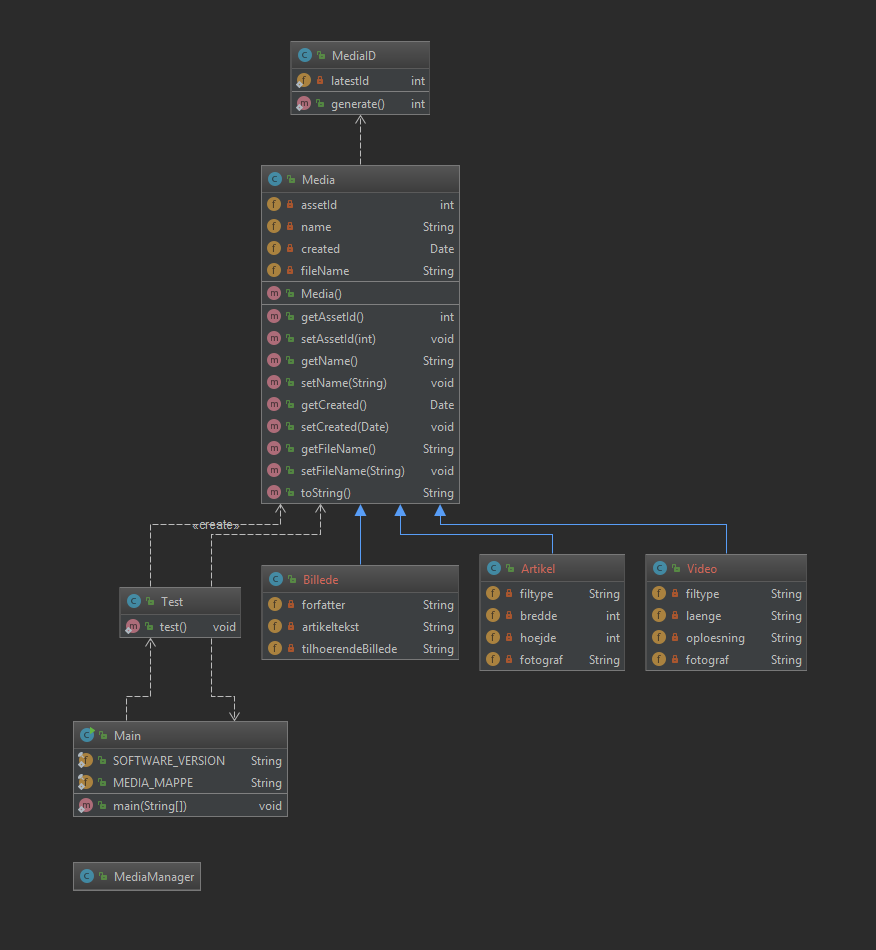 MediaID
latestId int
generate() int
Media
assetId int
name String
created Date
fileName String
Media()
getAssetId() int
setAssetId(int) void
getName() String
setName(String) void
getCreated() Date
setCreated(Date) void
getFileName() String
setFileName(String) void
toString() String
«create»
Test
test() void
Billede
forfatter String
artikeltekst String
tilhoerendeBillede String
Artikel
filtype String
bredde int
hoejde int
fotograf String
Video
filtype String
laenge String
oploesning String
fotograf String
Main
SOFTWARE_VERSION String
MEDIA_MAPPE String
main(String[]) void
MediaManager